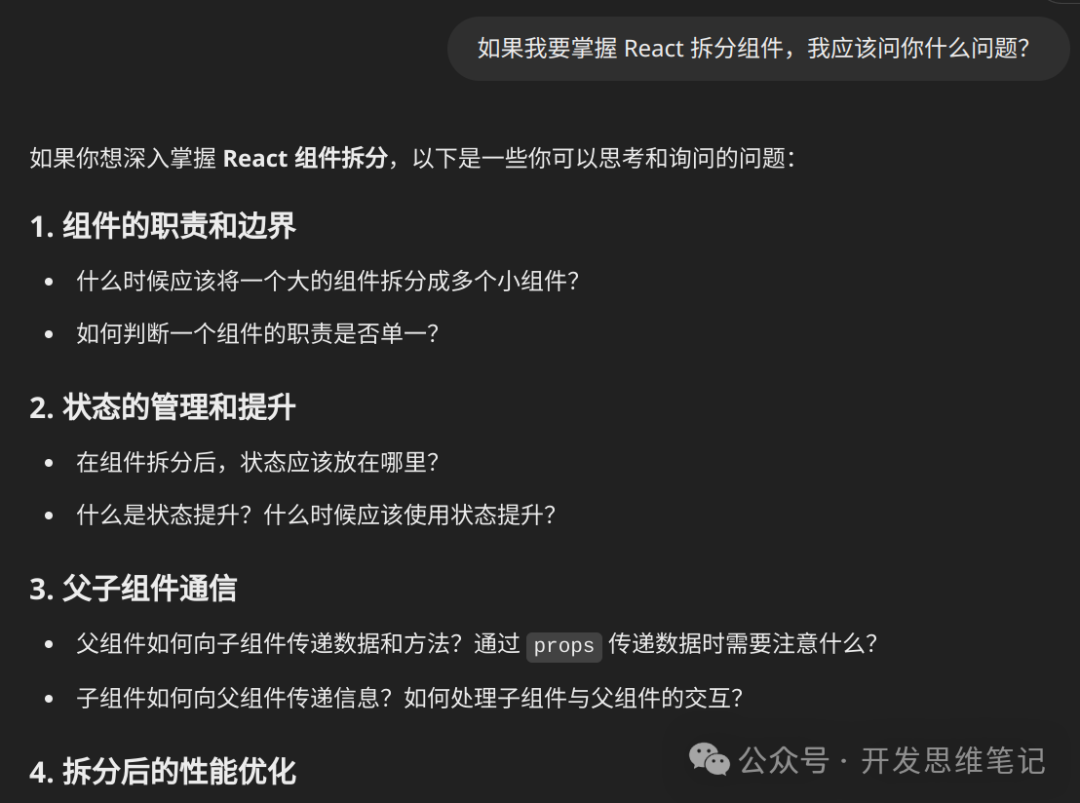 如果我要掌握 React 拆分组件，我应该问你什么问题？
如果你想深入掌握 React 组件拆分，以下是一些你可以思考和询问的问题：
1. 组件的职责和边界
• 什么时候应该将一个大的组件拆分成多个小组件？
• 如何判断一个组件的职责是否单一？
2. 状态的管理和提升
• 在组件拆分后，状态应该放在哪里？
• 什么是状态提升？什么时候应该使用状态提升？
3. 父子组件通信
• 父组件如何向子组件传递数据和方法？通过 props 传递数据时需要注意什么？
• 子组件如何向父组件传递信息？如何处理子组件与父组件的交互？
4. 拆分后的性能优化
公众号 · 开发思维笔记